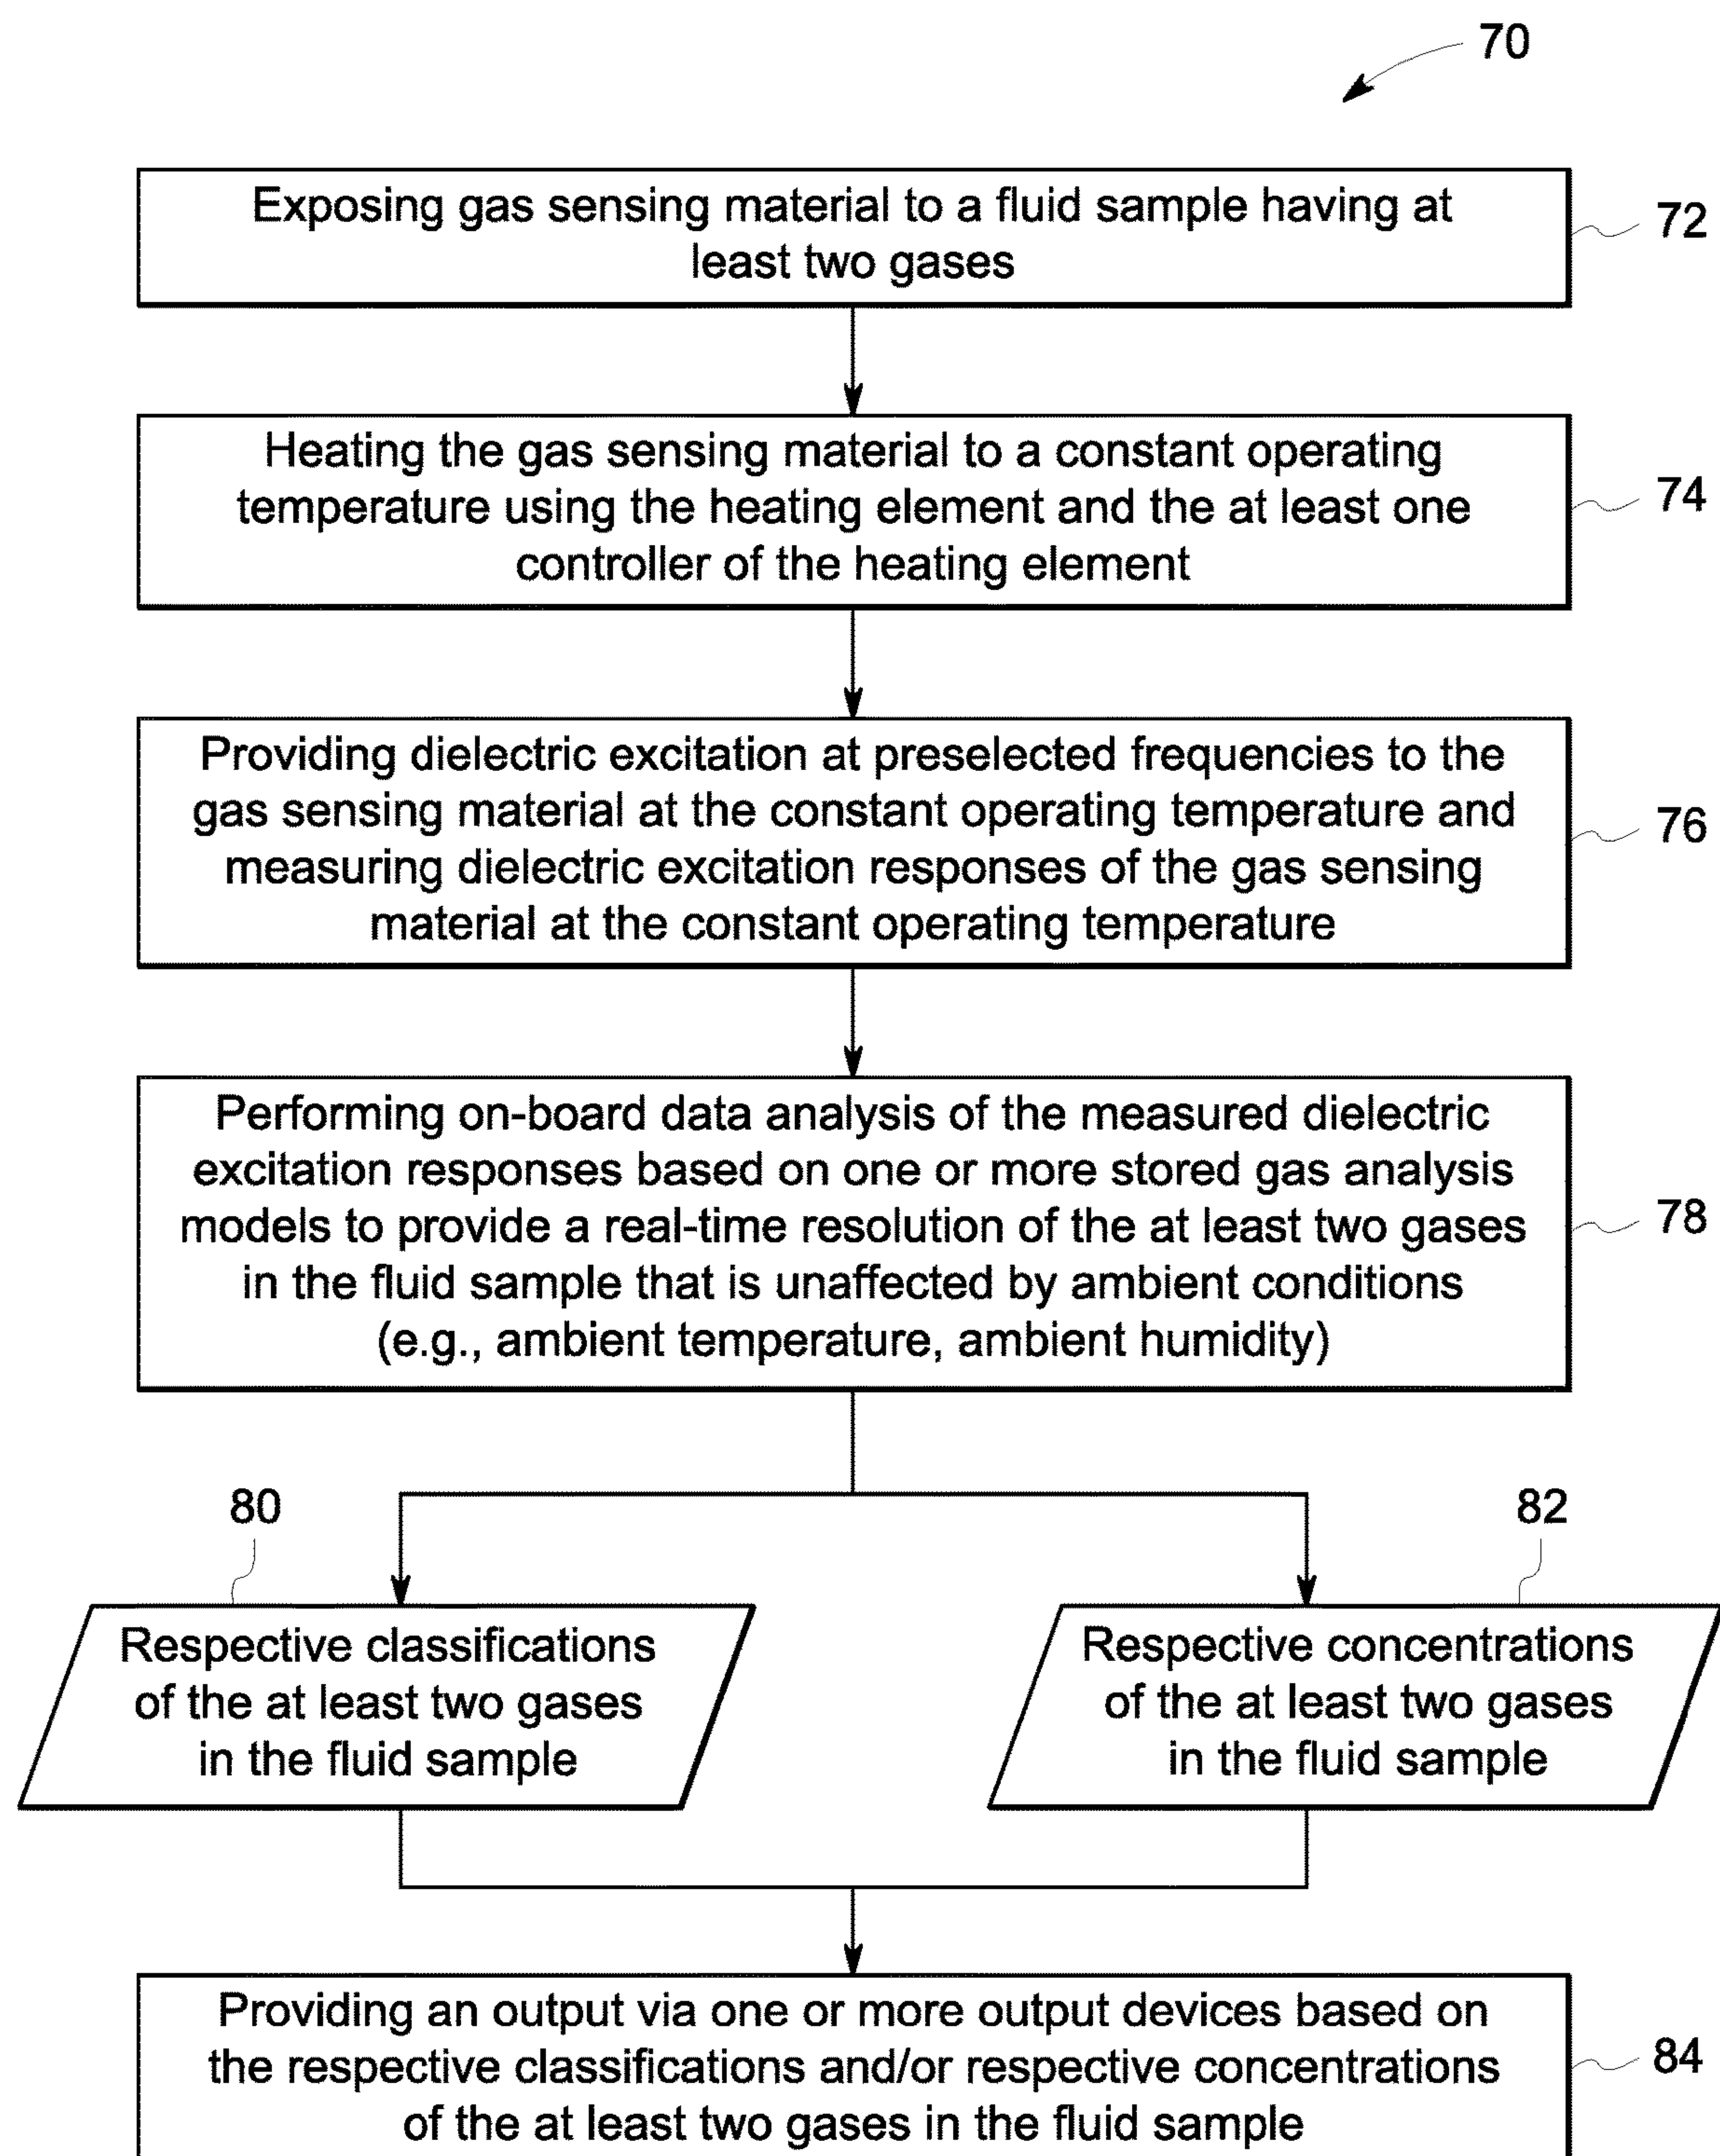 70
Exposing gas sensing material to a fluid sample having at
least two gases
72
Heating the gas sensing material to a constant operating
temperature using the heating element and the at least one
controller of the heating element
74
Providing dielectric excitation at preselected frequencies to the
gas sensing material at the constant operating temperature and
measuring dielectric excitation responses of the gas sensing
material at the constant operating temperature
76
Performing on-board data analysis of the measured dielectric
excitation responses based on one or more stored gas analysis
models to provide a real-time resolution of the at least two gases
in the fluid sample that is unaffected by ambient conditions
(e.g., ambient temperature, ambient humidity)
78
80
Respective classifications
of the at least two gases
in the fluid sample
82
Respective concentrations
of the at least two gases
in the fluid sample
Providing an output via one or more output devices based on
the respective classifications and/or respective concentrations
of the at least two gases in the fluid sample
84